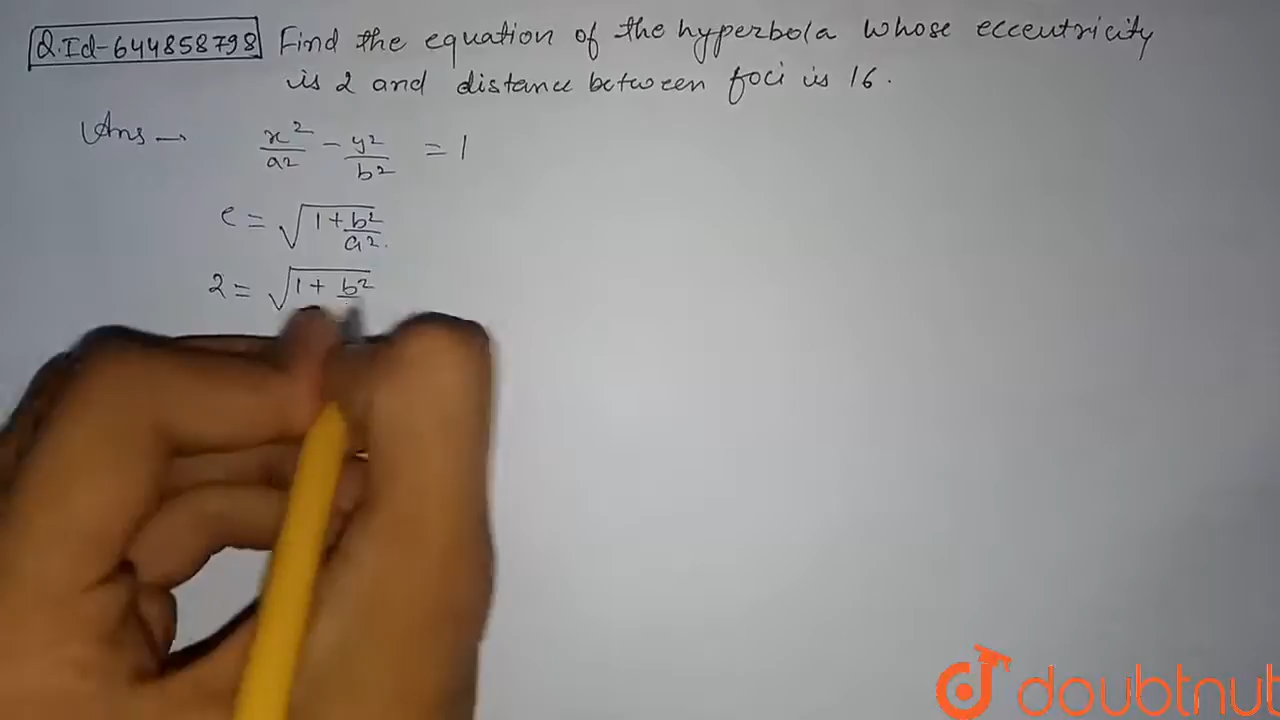 Q.Id-644858798 Find the equation of the hyperbola whose eccentricity
is 2 and distance between foci is 16.
Ans → x²/a² - y²/b² = 1
e = √(1 + b²/a²)
2 = √(1 + b²
doubtnut